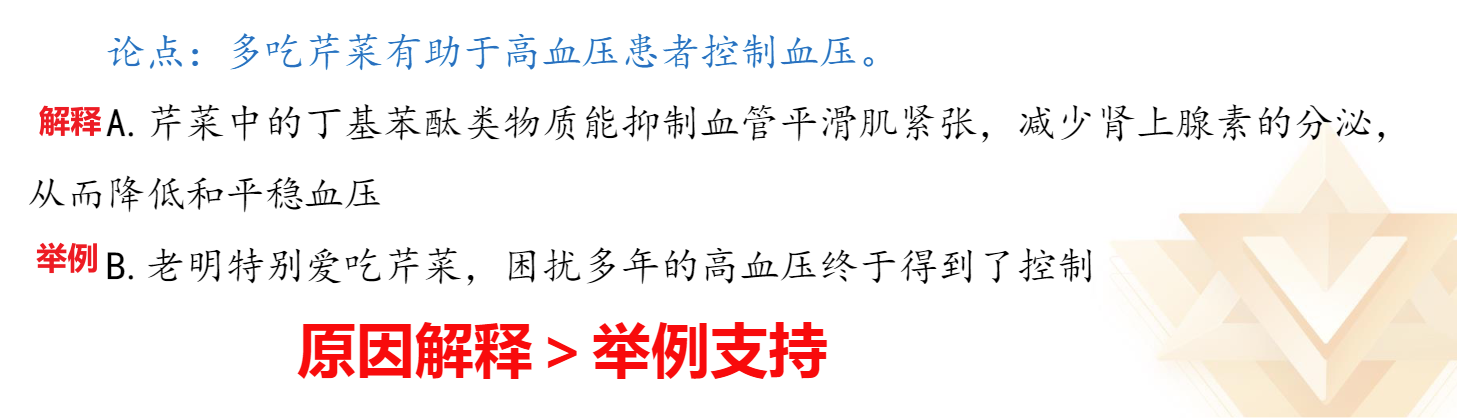 论点：多吃芹菜有助于高血压患者控制血压。
解释A.芹菜中的丁基苯酞类物质能抑制血管平滑肌紧张，减少肾上腺素的分泌，
从而降低和平稳血压
举例B.老明特别爱吃芹菜，困扰多年的高血压终于得到了控制
原因解释＞举例支持